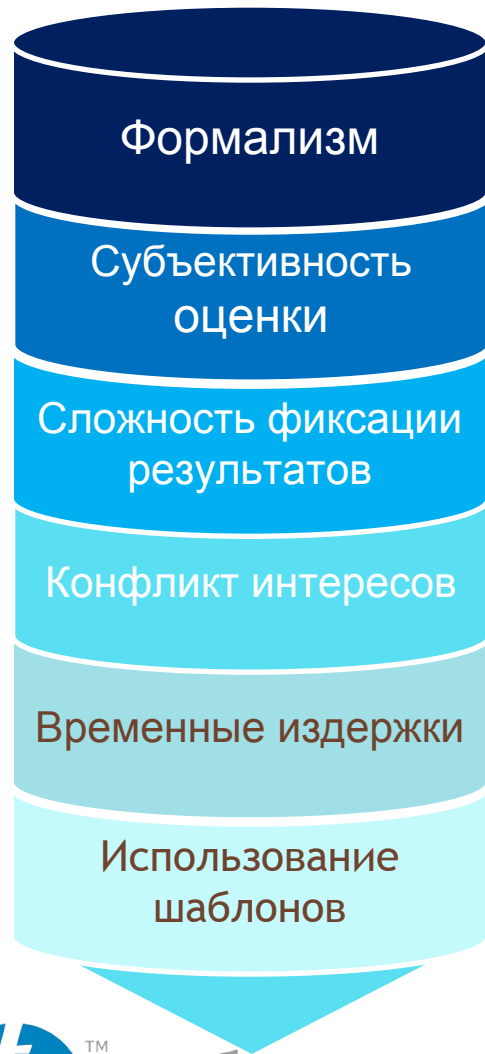 Формализм
Субъективность
оценки
Сложность фиксации
результатов
Конфликт интересов
Временные издержки
Использование
шаблонов
TM